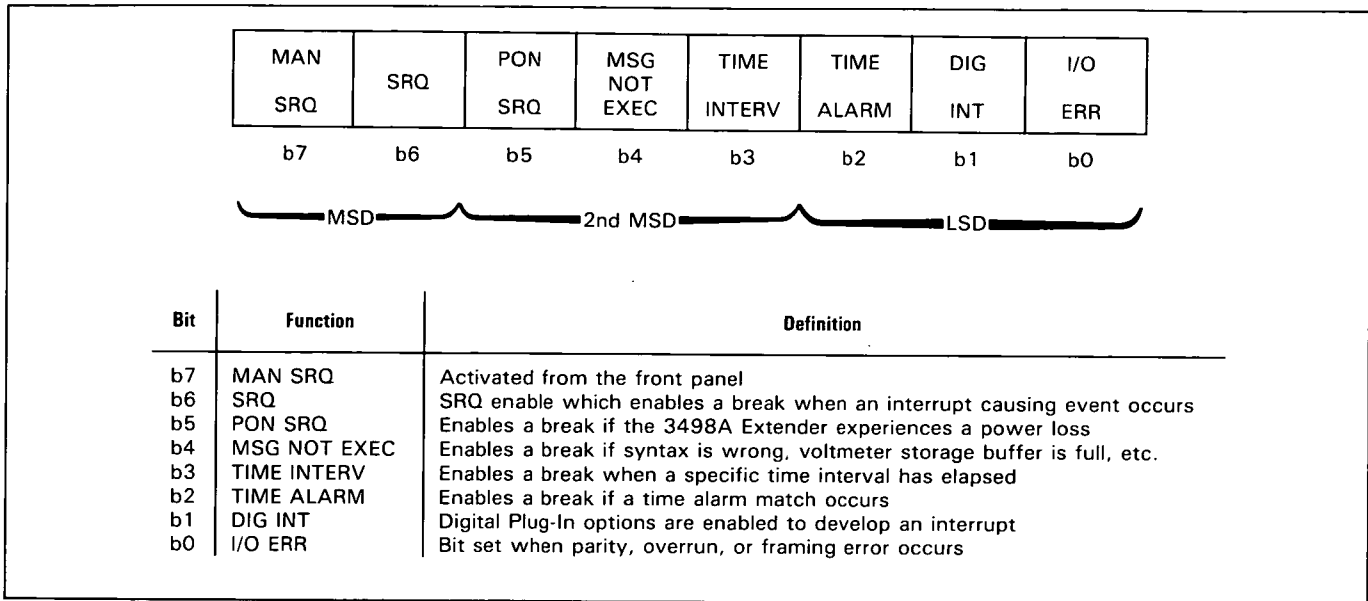 MAN SRQ
SRQ
PON SRQ
MSG NOT EXEC
TIME INTERV
TIME ALARM
DIG INT
I/O ERR
b7 b6 b5 b4 b3 b2 b1 b0
MSD 2nd MSD LSD
Bit Function Definition
b7 MAN SRQ Activated from the front panel
b6 SRQ SRQ enable which enables a break when an interrupt causing event occurs
b5 PON SRQ Enables a break if the 3498A Extender experiences a power loss
b4 MSG NOT EXEC Enables a break if syntax is wrong, voltmeter storage buffer is full, etc.
b3 TIME INTERV Enables a break when a specific time interval has elapsed
b2 TIME ALARM Enables a break if a time alarm match occurs
b1 DIG INT Digital Plug-In options are enabled to develop an interrupt
b0 I/O ERR Bit set when parity, overrun, or framing error occurs